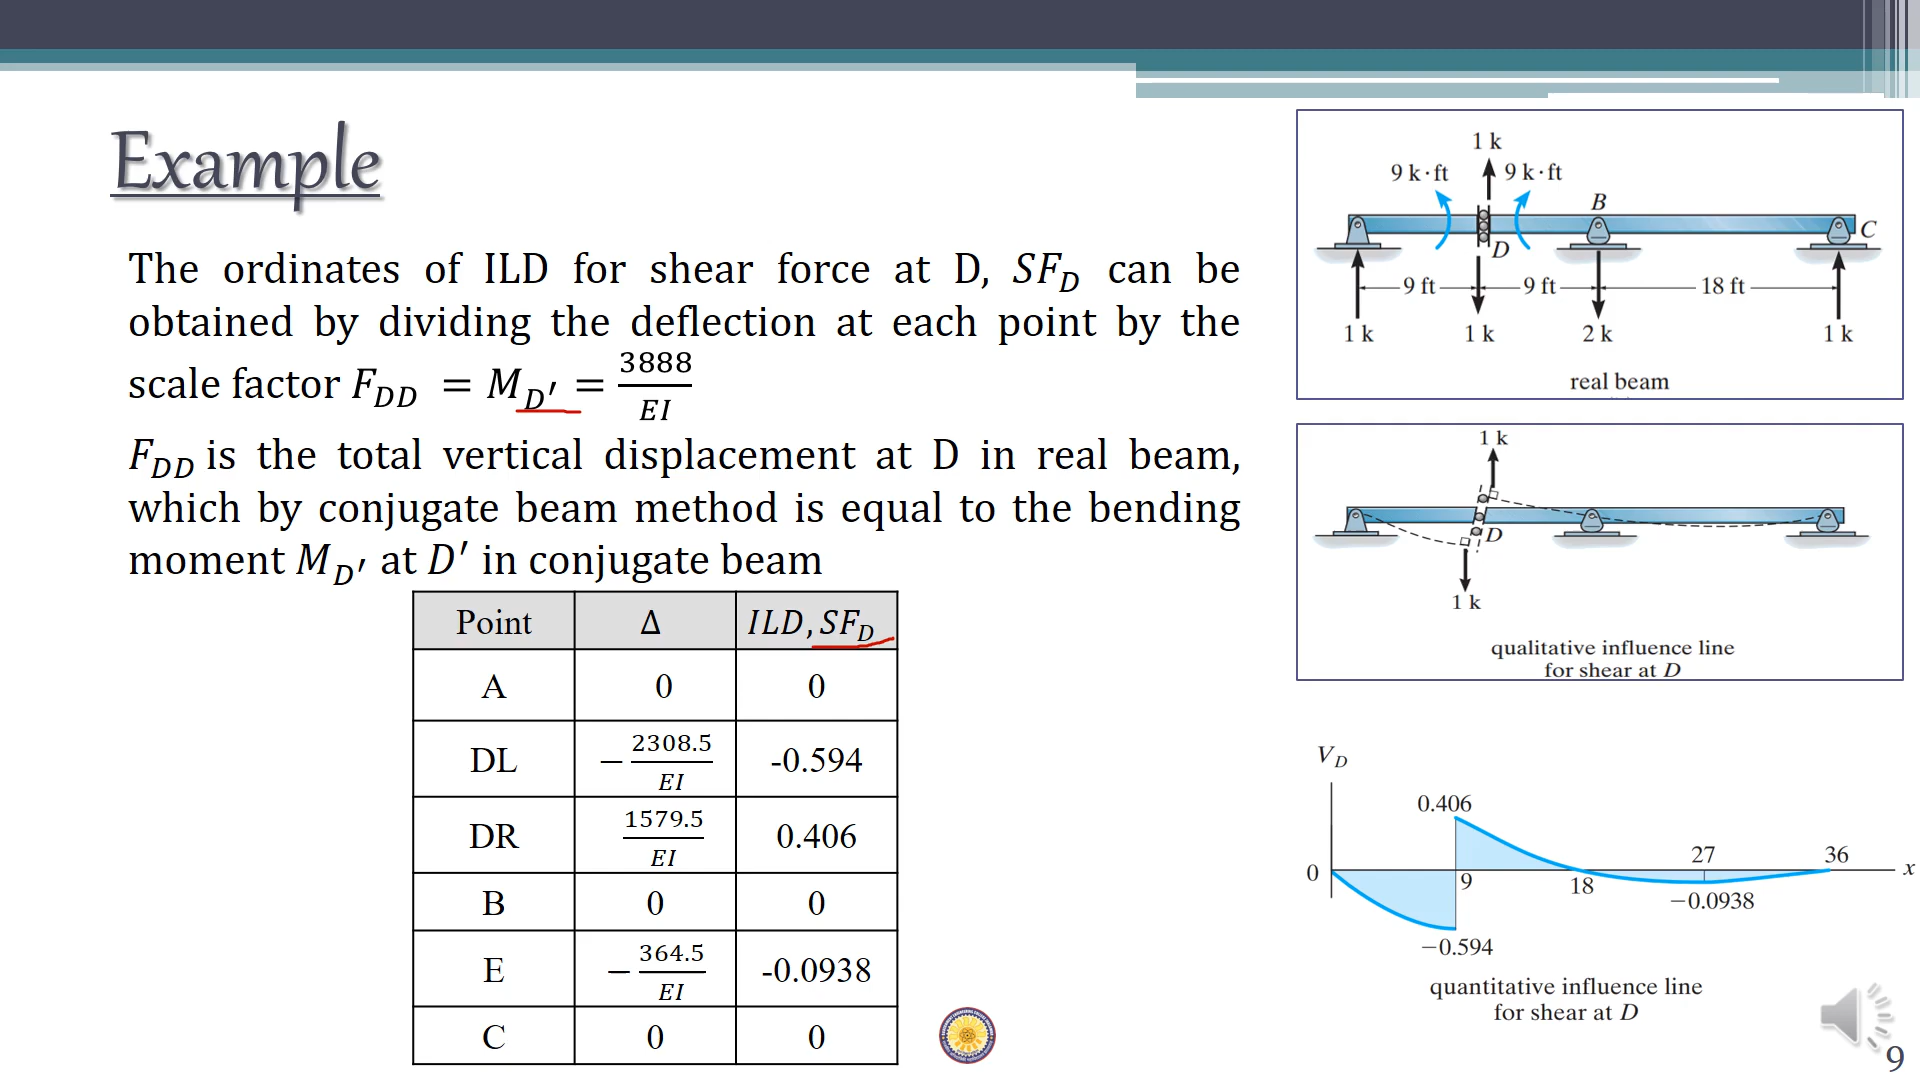 Example
The ordinates of ILD for shear force at D, SF_D can be
obtained by dividing the deflection at each point by the
scale factor F_DD = M_D′ = 3888/EI
F_DD is the total vertical displacement at D in real beam,
which by conjugate beam method is equal to the bending
moment M_D′ at D′ in conjugate beam
Point Δ ILD, SF_D
A 0 0
DL −2308.5/EI -0.594
DR 1579.5/EI 0.406
B 0 0
E −364.5/EI -0.0938
C 0 0
1 k
9 k·ft 9 k·ft
B
C
D
9 ft 9 ft 18 ft
1 k 1 k 2 k 1 k
real beam
1 k
D
1 k
qualitative influence line
for shear at D
V_D
0.406
27 36
0 x
9 18
−0.0938
−0.594
quantitative influence line
for shear at D
9